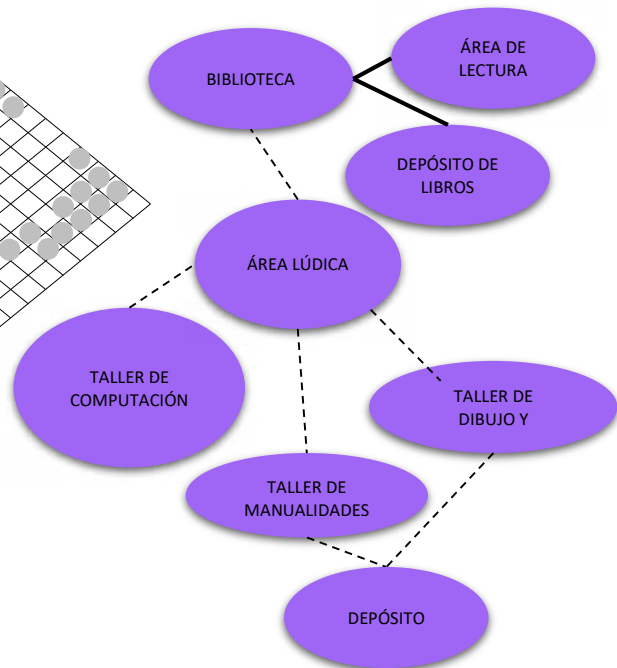 ÁREA DE
LECTURA
BIBLIOTECA
DEPÓSITO DE
LIBROS
ÁREA LÚDICA
TALLER DE
COMPUTACIÓN
TALLER DE
DIBUJO Y
TALLER DE
MANUALIDADES
DEPÓSITO